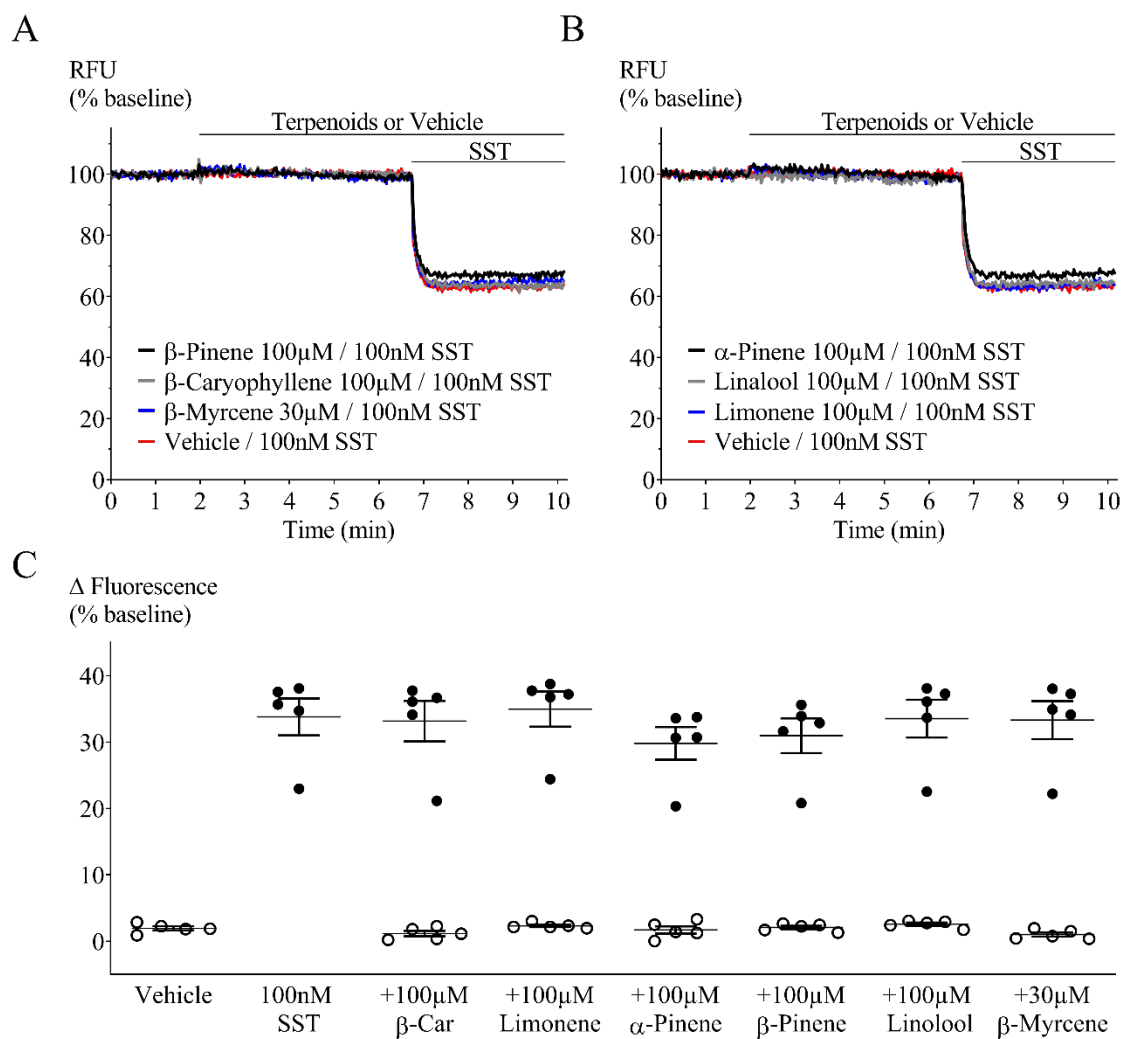 A
RFU
(% baseline)
Terpenoids or Vehicle
SST
100
80
60
40
20
0
β-Pinene 100µM / 100nM SST
β-Caryophyllene 100µM / 100nM SST
β-Myrcene 30µM / 100nM SST
Vehicle / 100nM SST
0 1 2 3 4 5 6 7 8 9 10
Time (min)
B
RFU
(% baseline)
Terpenoids or Vehicle
SST
100
80
60
40
20
0
α-Pinene 100µM / 100nM SST
Linalool 100µM / 100nM SST
Limonene 100µM / 100nM SST
Vehicle / 100nM SST
0 1 2 3 4 5 6 7 8 9 10
Time (min)
C
Δ Fluorescence
(% baseline)
40
30
20
10
0
Vehicle
100nM
SST
+100µM
β-Car
+100µM
Limonene
+100µM
α-Pinene
+100µM
β-Pinene
+100µM
Linolool
+30µM
β-Myrcene